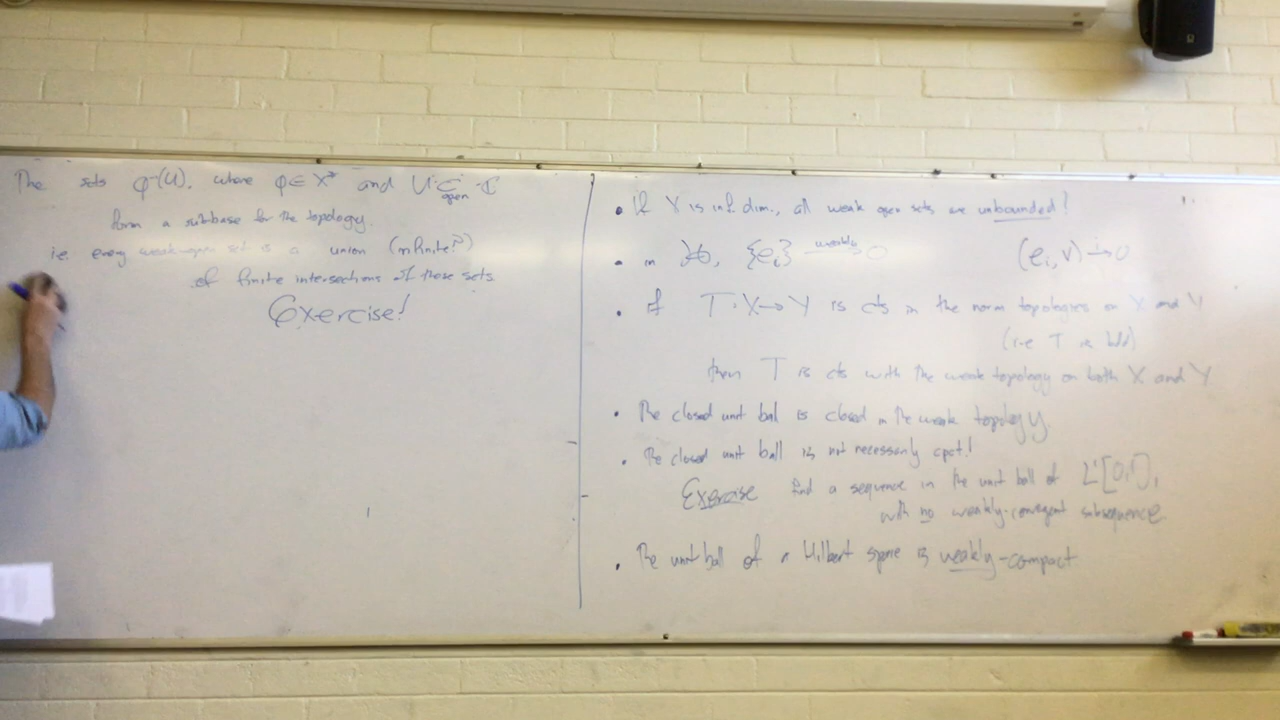 The sets φ⁻¹(U), where φ ∈ X* and U ⊂ ℂ
open
form a subbase for the topology.
i.e. every weak-open set is a union (infinite?)
of finite intersections of these sets
Exercise!
• If X is inf. dim., all weak open sets are unbounded!
• in ℋ, {e_i} weakly→ 0 (e_i, v) i→ 0
• If T: X → Y is cts in the norm topologies on X and Y
(i.e T is bdd)
then T is cts with the weak topology on both X and Y
• The closed unit ball is closed in the weak topology.
• The closed unit ball is not necessarily cpct!
Exercise find a sequence in the unit ball of L¹[0,1],
with no weakly-convergent subsequence
• The unit ball of a Hilbert space is weakly-compact